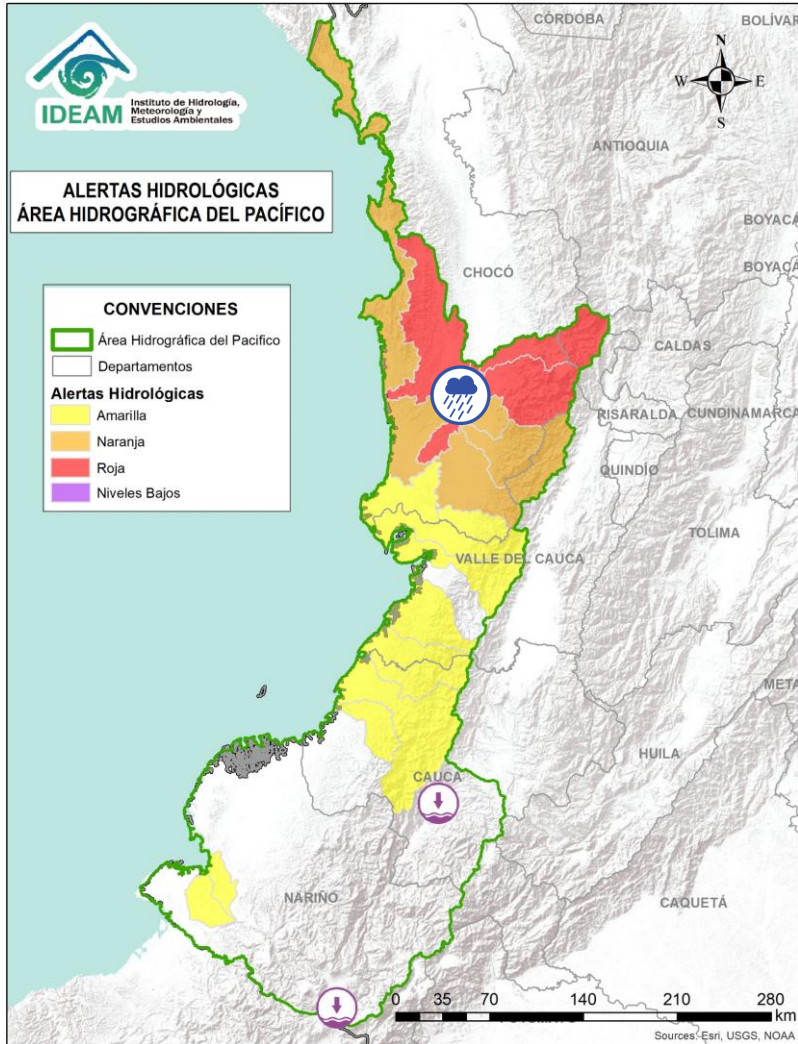 IDEAM
Instituto de Hidrología,
Meteorología y
Estudios Ambientales
CÓRDOBA
BOLÍVAR
N
W
E
S
ANTIOQUIA
ALERTAS HIDROLÓGICAS
ÁREA HIDROGRÁFICA DEL PACÍFICO
BOYACÁ
BOYACÁ
CHOCÓ
CONVENCIONES
Área Hidrográfica del Pacífico
Departamentos
Alertas Hidrológicas
Amarilla
Naranja
Roja
Niveles Bajos
CALDAS
RISARALDA
CUNDINAMARCA
QUINDÍO
TOLIMA
VALLE DEL CAUCA
META
HUILA
CAUCA
NARIÑO
CAQUETÁ
0 35 70 140 210 280
km
Sources: Esri, USGS, NOAA